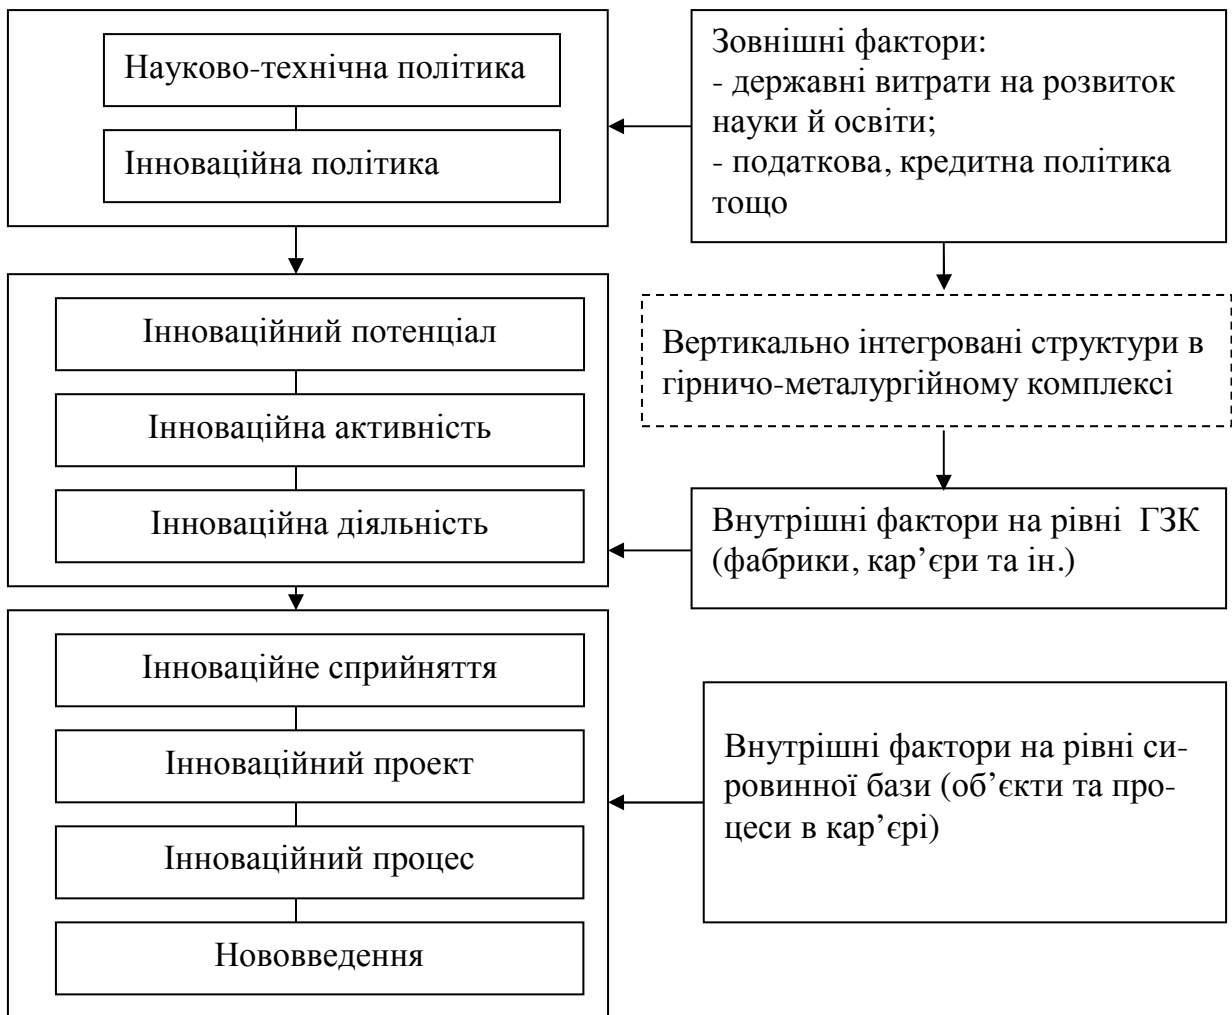 Науково-технічна політика
Інноваційна політика
Зовнішні фактори:
- державні витрати на розвиток
науки й освіти;
- податкова, кредитна політика
тощо
Інноваційний потенціал
Інноваційна активність
Інноваційна діяльність
Вертикально інтегровані структури в
гірничо-металургійному комплексі
Внутрішні фактори на рівні ГЗК
(фабрики, кар’єри та ін.)
Інноваційне сприйняття
Інноваційний проект
Інноваційний процес
Нововведення
Внутрішні фактори на рівні си-
ровинної бази (об’єкти та про-
цеси в кар’єрі)